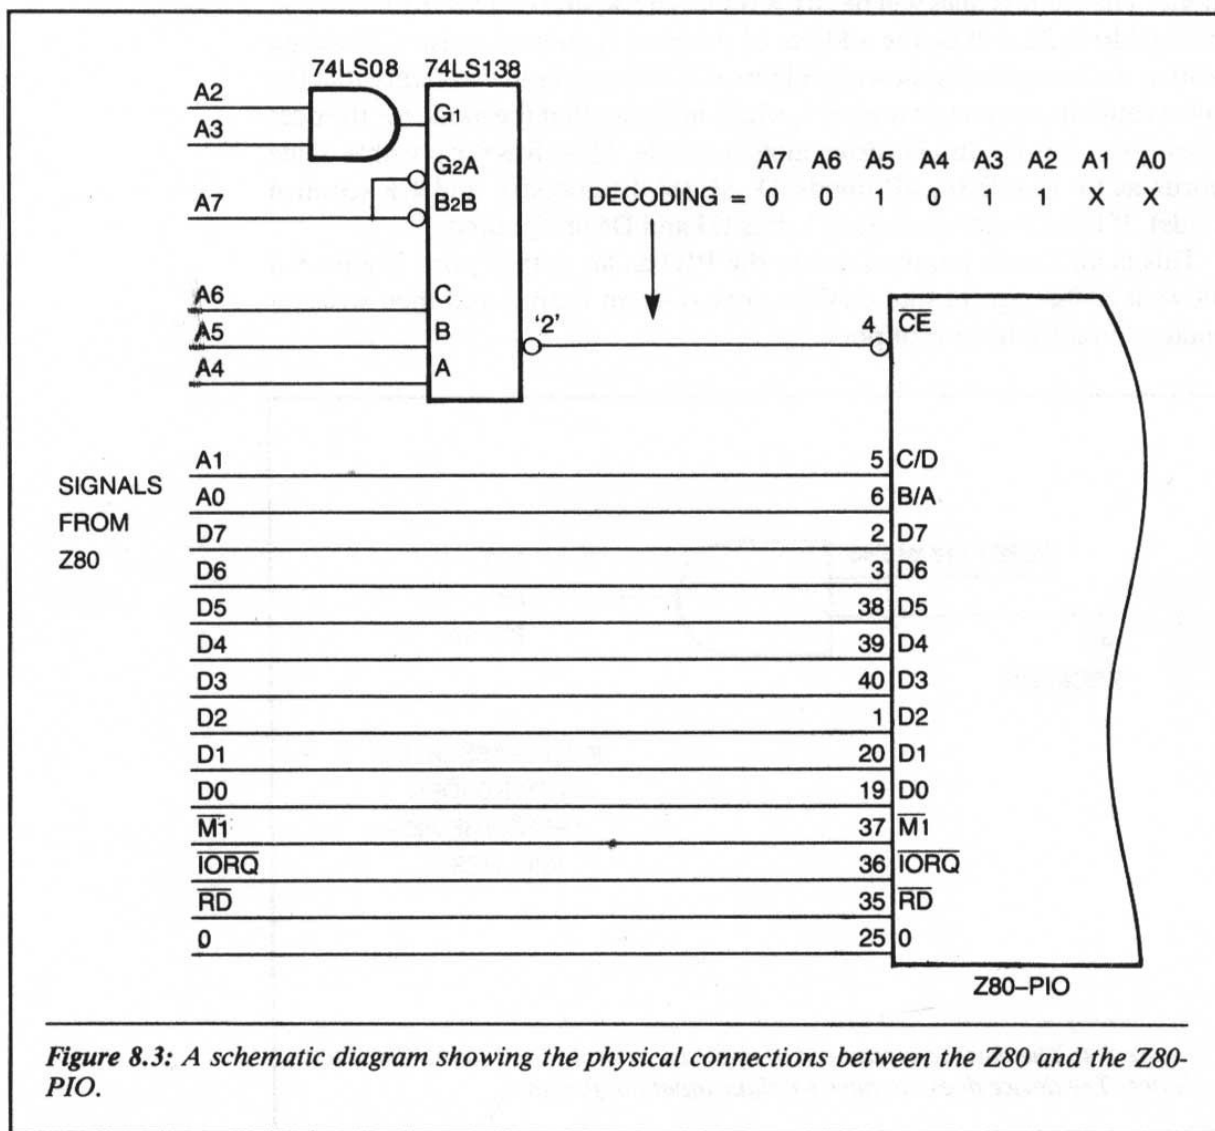 74LS08 74LS138
A2
A3
A7
A6
A5
A4
G1
G2A
B2B
C
B
A
'2'
A7 A6 A5 A4 A3 A2 A1 A0
DECODING = 0 0 1 0 1 1 X X
4 CE
SIGNALS
FROM
Z80
A1 5 C/D
A0 6 B/A
D7 2 D7
D6 3 D6
D5 38 D5
D4 39 D4
D3 40 D3
D2 1 D2
D1 20 D1
D0 19 D0
M1 37 M1
IORQ 36 IORQ
RD 35 RD
0 25 0
Z80–PIO
Figure 8.3: A schematic diagram showing the physical connections between the Z80 and the Z80-
PIO.